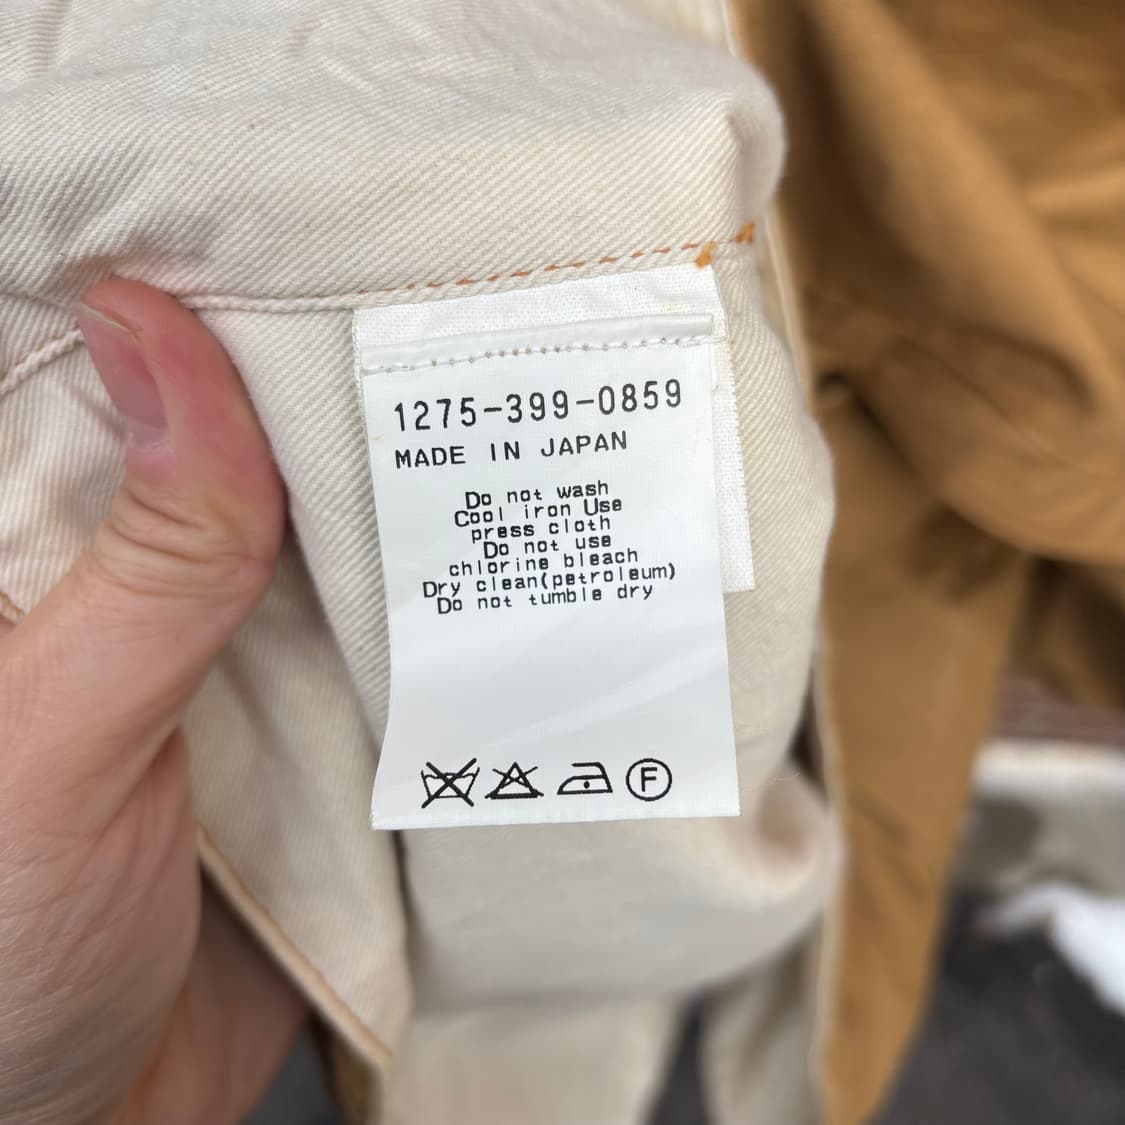 1275-399-0859
MADE IN JAPAN
Do not wash
Cool iron Use
press cloth
Do not use
chlorine bleach
Dry clean(petroleum)
Do not tumble dry
F